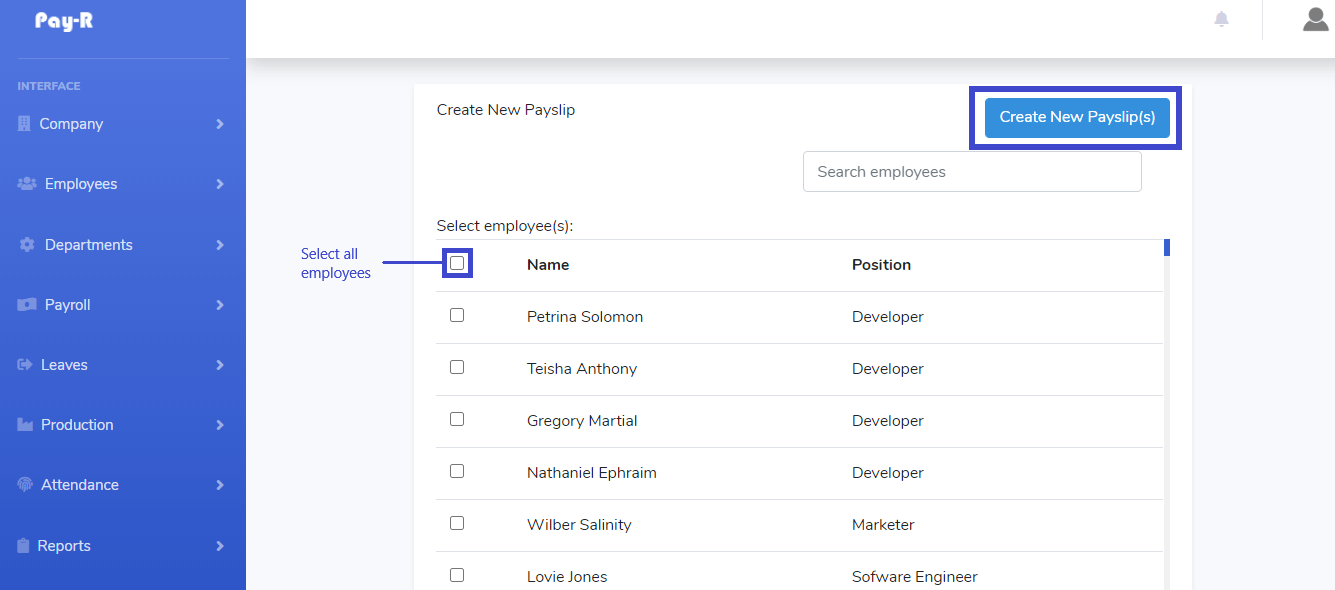 Pay-R
INTERFACE
Company
Employees
Departments
Payroll
Leaves
Production
Attendance
Reports
Create New Payslip
Create New Payslip(s)
Search employees
Select employee(s):
Select all
employees
Name Position
Petrina Solomon Developer
Teisha Anthony Developer
Gregory Martial Developer
Nathaniel Ephraim Developer
Wilber Salinity Marketer
Lovie Jones Sofware Engineer